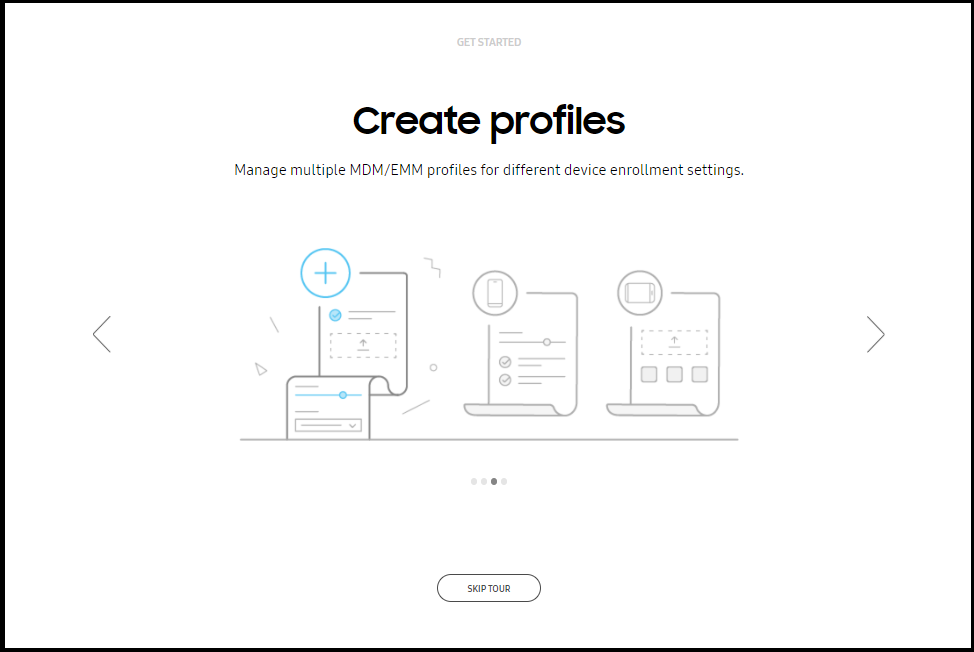 GET STARTED
Create profiles
Manage multiple MDM/EMM profiles for different device enrollment settings.
SKIP TOUR